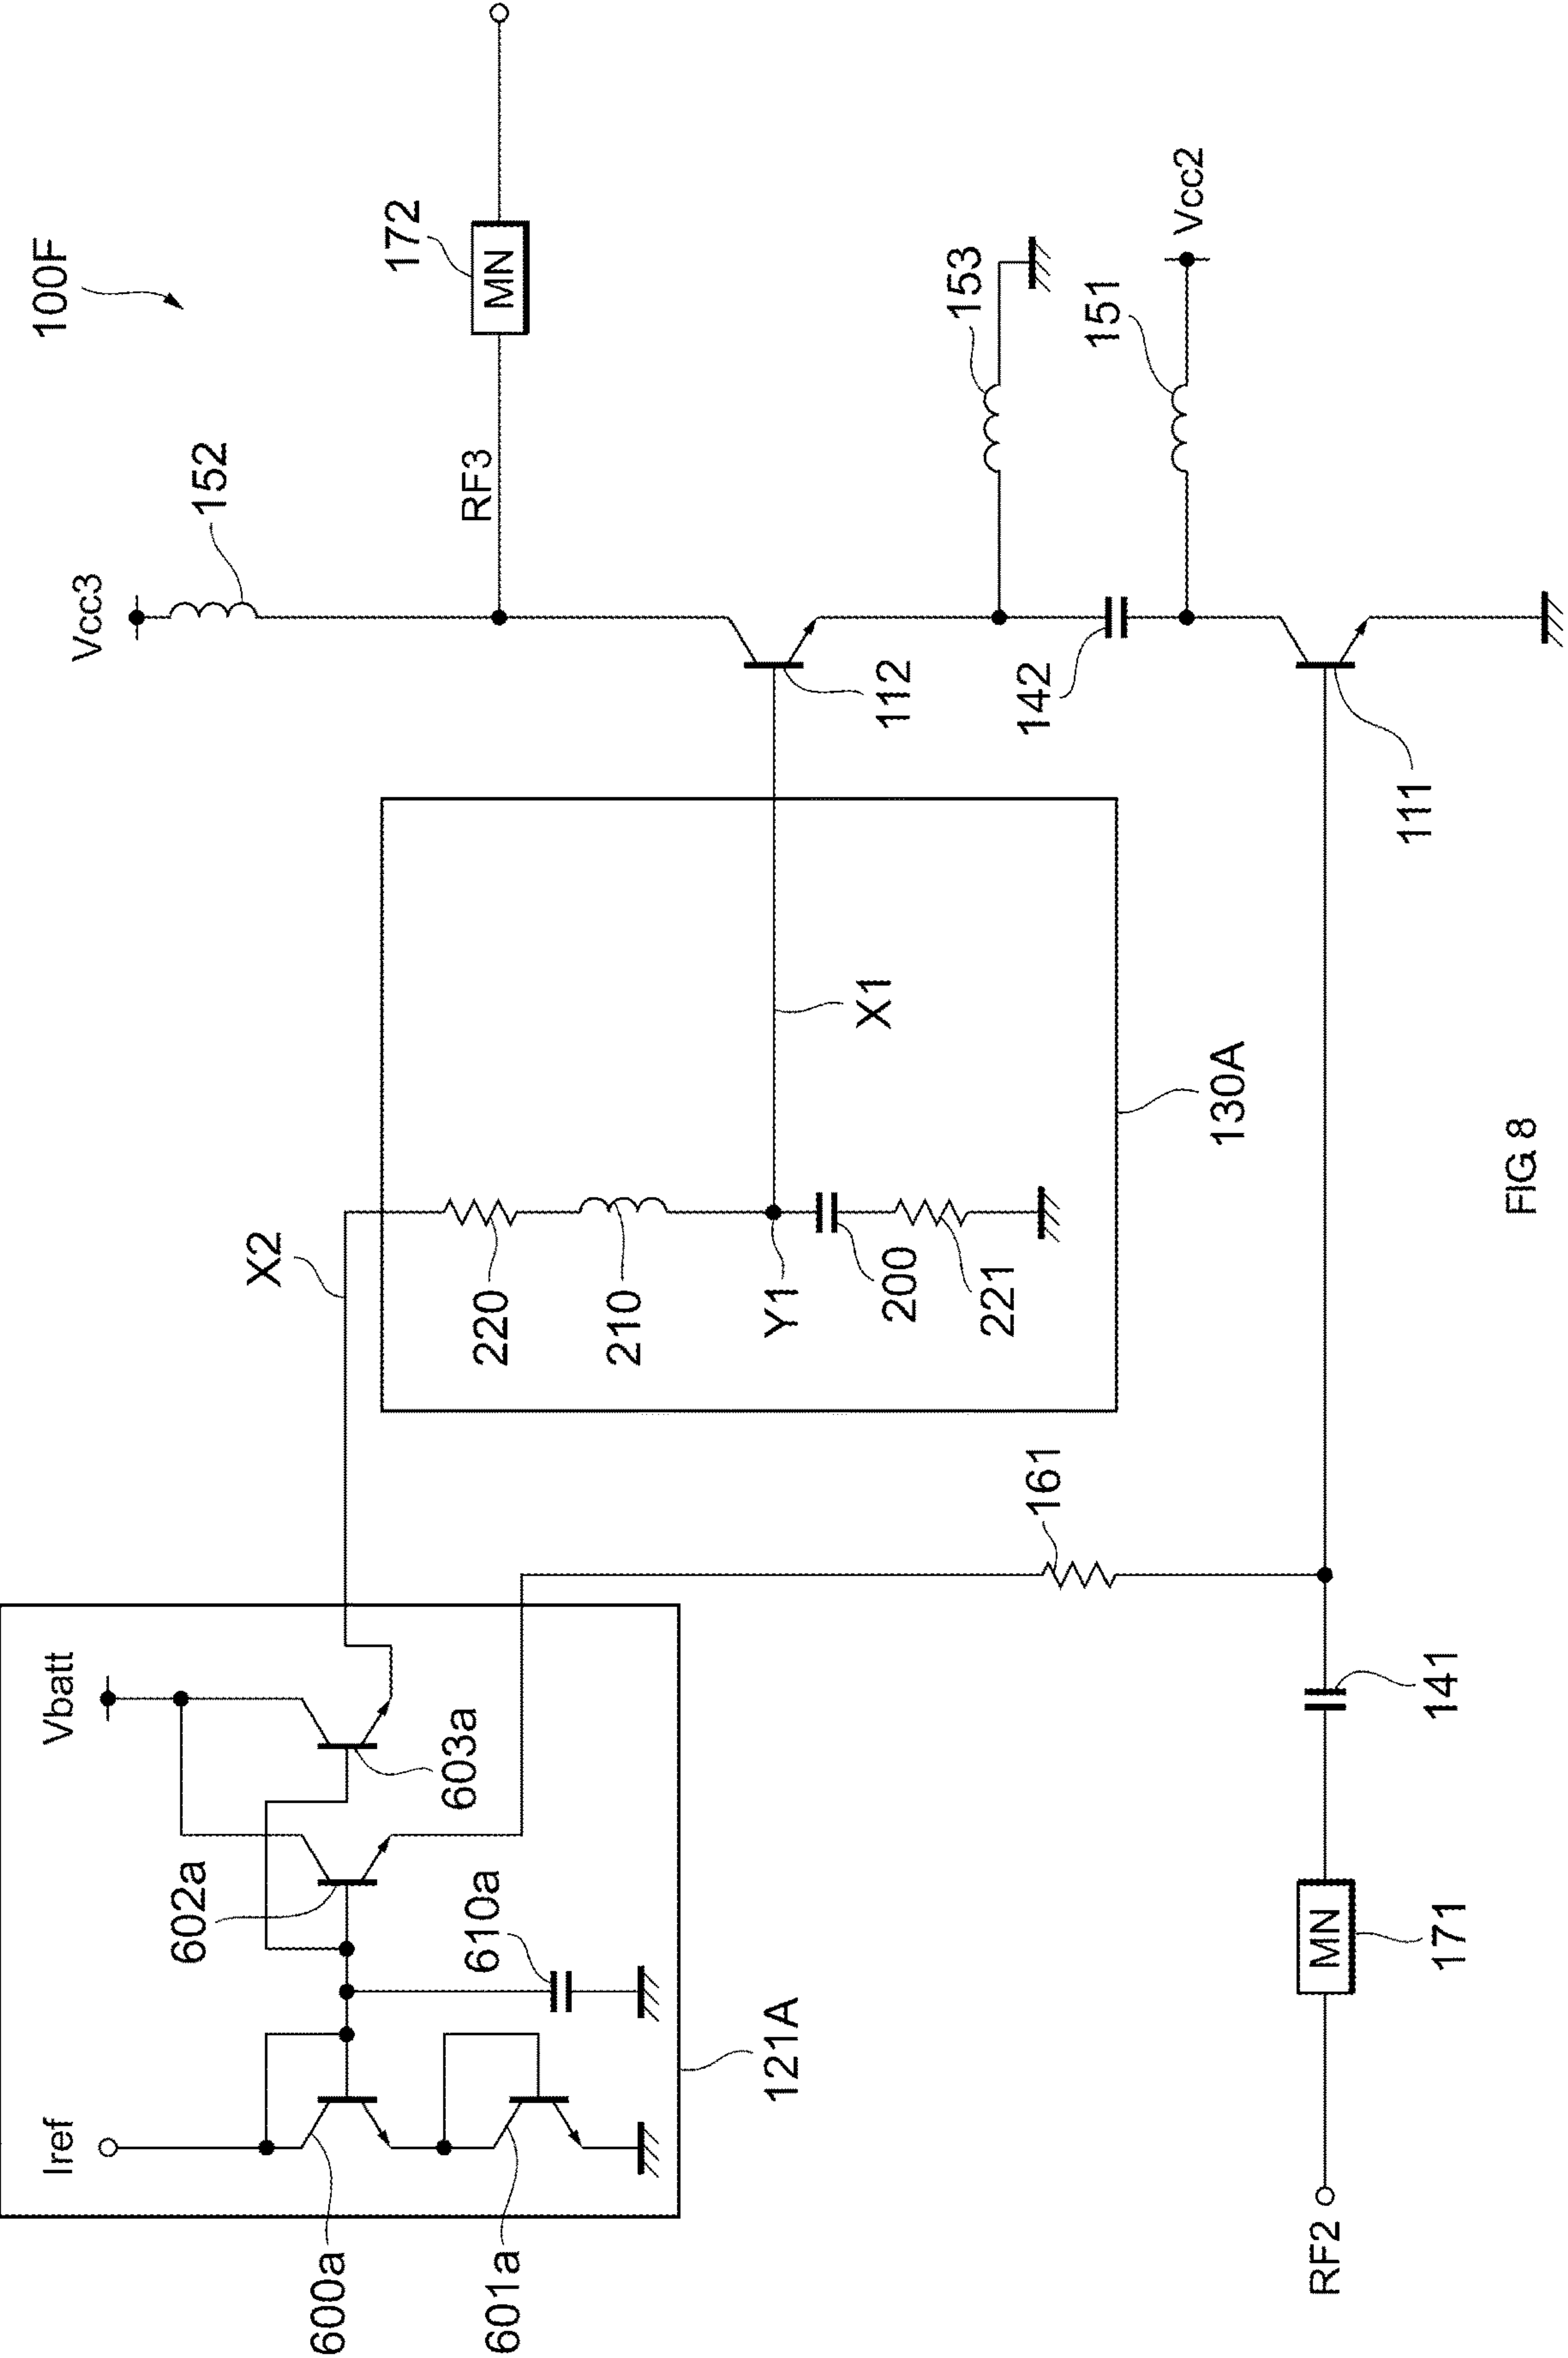 100F
Vcc3
152
RF3
172
MN
112
142
153
151
Vcc2
111
X2
220
210
Y1
200
221
X1
130A
161
Vbatt
Iref
602a
603a
610a
600a
601a
121A
141
MN
171
RF2
FIG. 8